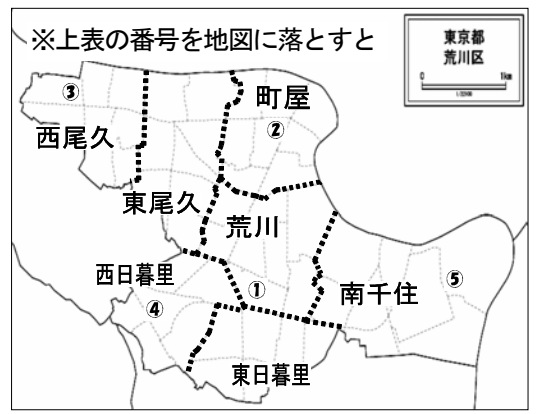 ※上表の番号を地図に落とすと
東京都
荒川区
0 1km
③
町屋
②
西尾久
東尾久
荒川
西日暮里
①
南千住
⑤
④
東日暮里